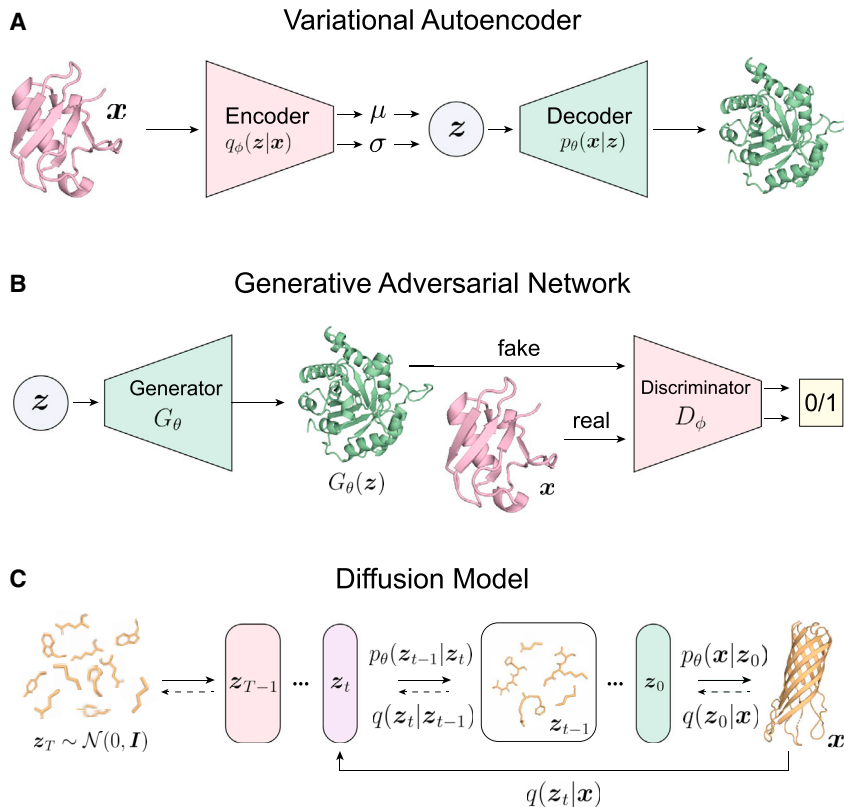 A
Variational Autoencoder
x
Encoder
qϕ(z|x)
μ
σ
z
Decoder
pθ(x|z)
B
Generative Adversarial Network
z
Generator
Gθ
Gθ(z)
fake
real
x
Discriminator
Dϕ
0/1
C
Diffusion Model
zT ∼ N(0, I)
zT−1
...
zt
pθ(zt−1|zt)
q(zt|zt−1)
zt−1
...
z0
pθ(x|z0)
q(z0|x)
x
q(zt|x)